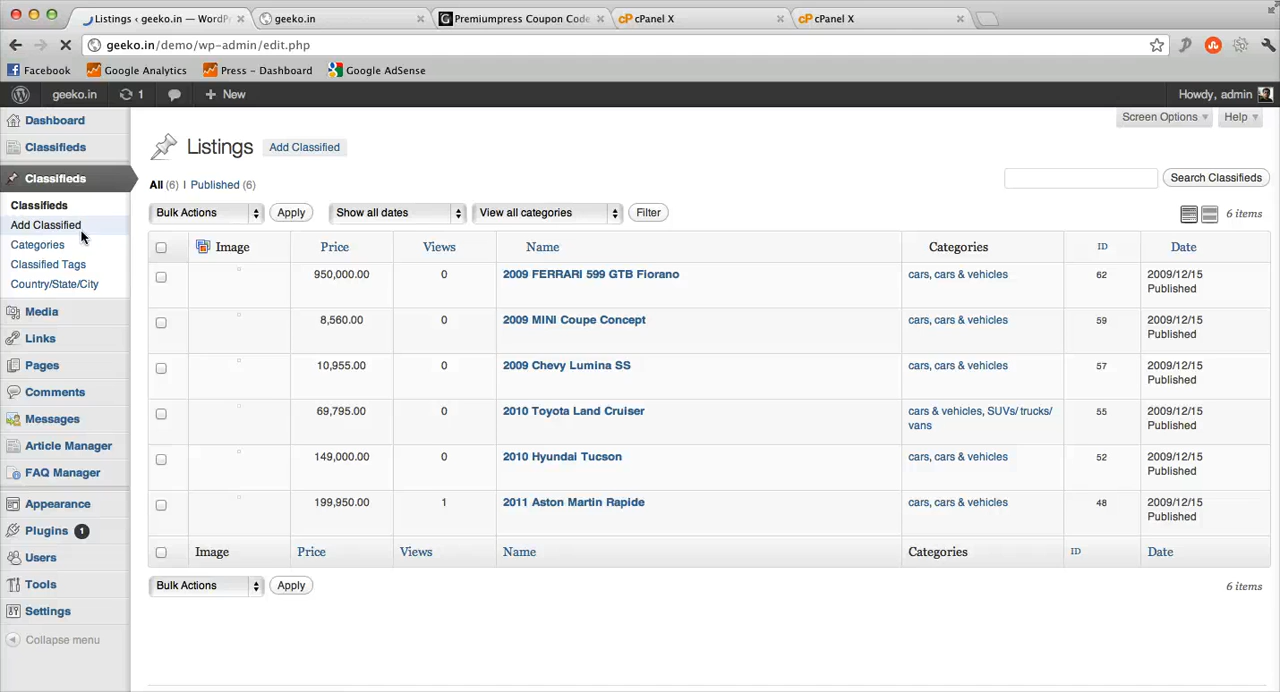 Listings ‹ geeko.in — WordPr
geeko.in
Premiumpress Coupon Code
cPanel X
cPanel X
geeko.in/demo/wp-admin/edit.php
Facebook
Google Analytics
Press - Dashboard
Google AdSense
geeko.in
1
+ New
Howdy, admin
Dashboard
Classifieds
Classifieds
Classifieds
Add Classified
Categories
Classified Tags
Country/State/City
Media
Links
Pages
Comments
Messages
Article Manager
FAQ Manager
Appearance
Plugins 1
Users
Tools
Settings
Collapse menu
Screen Options
Help
Listings
Add Classified
All (6) | Published (6)
Search Classifieds
Bulk Actions
Apply
Show all dates
View all categories
Filter
6 items
Image Price Views Name Categories ID Date
950,000.00 0 2009 FERRARI 599 GTB Fiorano cars, cars & vehicles 62 2009/12/15
Published
8,560.00 0 2009 MINI Coupe Concept cars, cars & vehicles 59 2009/12/15
Published
10,955.00 0 2009 Chevy Lumina SS cars, cars & vehicles 57 2009/12/15
Published
69,795.00 0 2010 Toyota Land Cruiser cars & vehicles, SUVs/trucks/ 55 2009/12/15
vans Published
149,000.00 0 2010 Hyundai Tucson cars, cars & vehicles 52 2009/12/15
Published
199,950.00 1 2011 Aston Martin Rapide cars, cars & vehicles 48 2009/12/15
Published
Image Price Views Name Categories ID Date
Bulk Actions
Apply
6 items